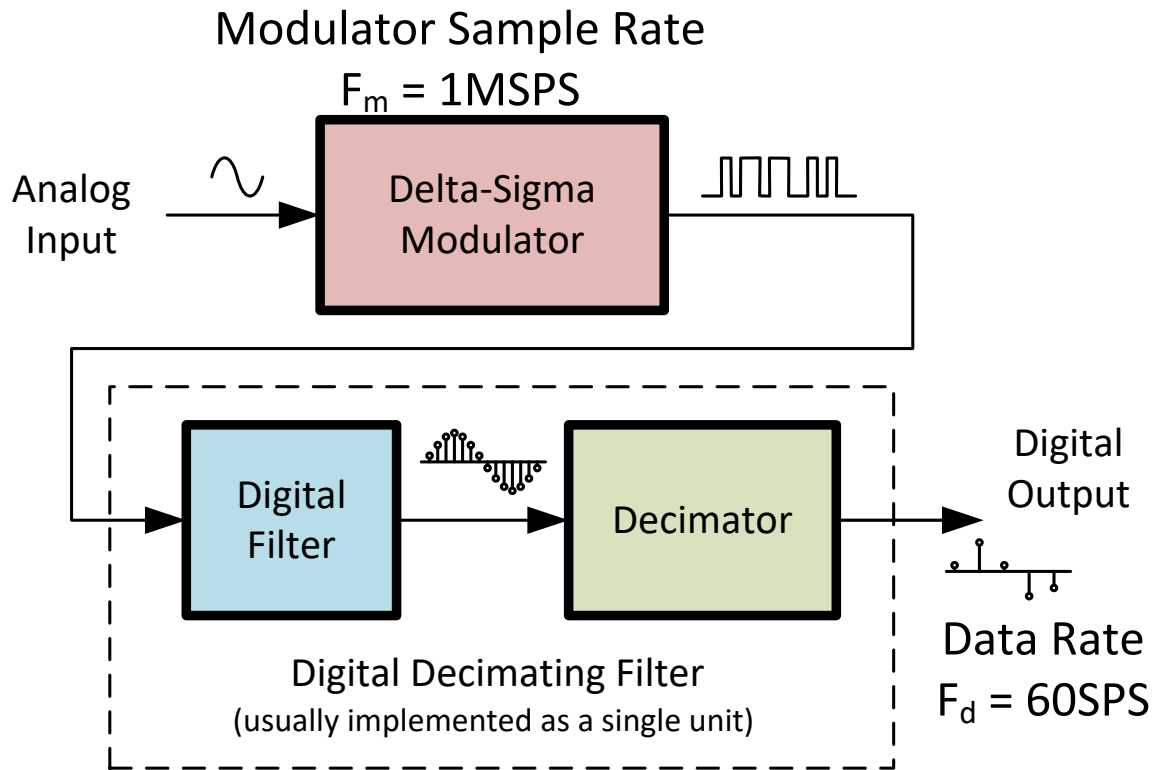 Modulator Sample Rate
Fm = 1MSPS
Analog
Input
Delta-Sigma
Modulator
Digital
Filter
Decimator
Digital
Output
Digital Decimating Filter
(usually implemented as a single unit)
Data Rate
Fd = 60SPS